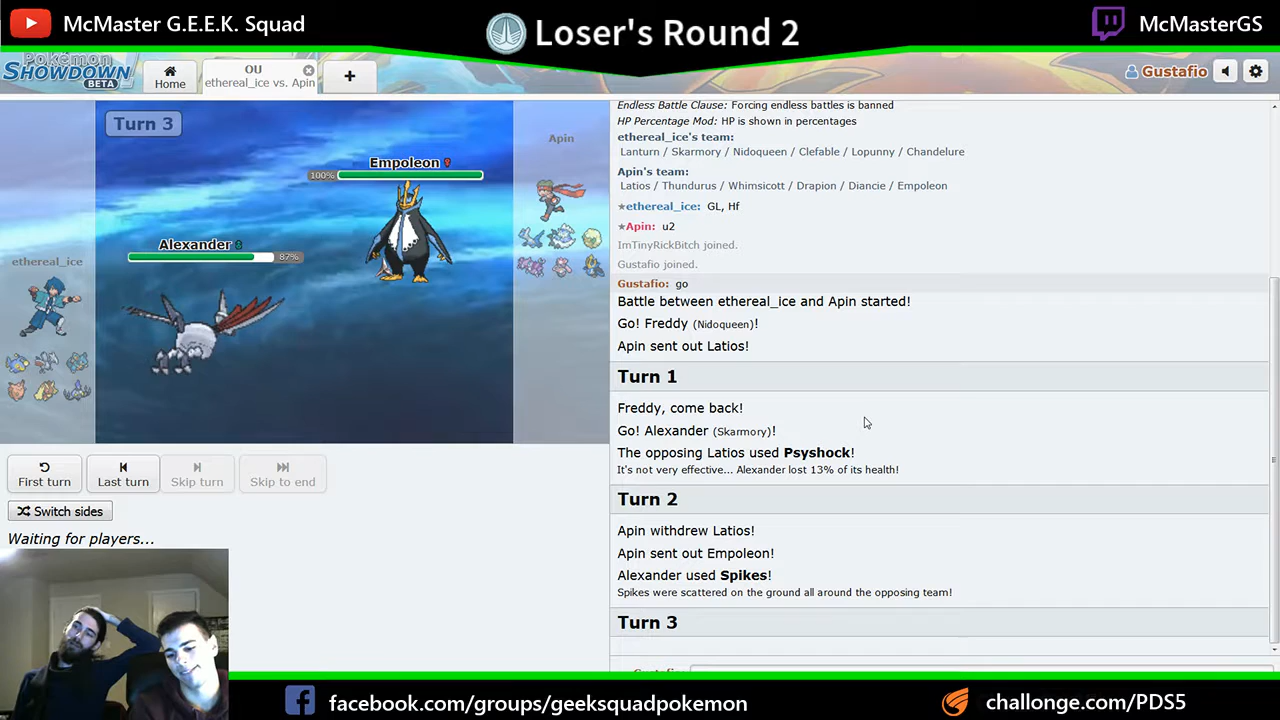 McMaster G.E.E.K. Squad
Loser's Round 2
McMasterGS
Pokémon
SHOWDOWN
BETA
Home
OU
ethereal_ice vs. Apin
Gustafio
Turn 3
Empoleon
100%
Alexander
87%
ethereal_ice
Apin
First turn
Last turn
Skip turn
Skip to end
Switch sides
Waiting for players...
Endless Battle Clause: Forcing endless battles is banned
HP Percentage Mod: HP is shown in percentages
ethereal_ice's team:
Lanturn / Skarmory / Nidoqueen / Clefable / Lopunny / Chandelure
Apin's team:
Latios / Thundurus / Whimsicott / Drapion / Diancie / Empoleon
★ethereal_ice: GL, Hf
★Apin: u2
ImTinyRickBitch joined.
Gustafio joined.
Gustafio: go
Battle between ethereal_ice and Apin started!
Go! Freddy (Nidoqueen)!
Apin sent out Latios!
Turn 1
Freddy, come back!
Go! Alexander (Skarmory)!
The opposing Latios used Psyshock!
It's not very effective... Alexander lost 13% of its health!
Turn 2
Apin withdrew Latios!
Apin sent out Empoleon!
Alexander used Spikes!
Spikes were scattered on the ground all around the opposing team!
Turn 3
facebook.com/groups/geeksquadpokemon
challonge.com/PDS5